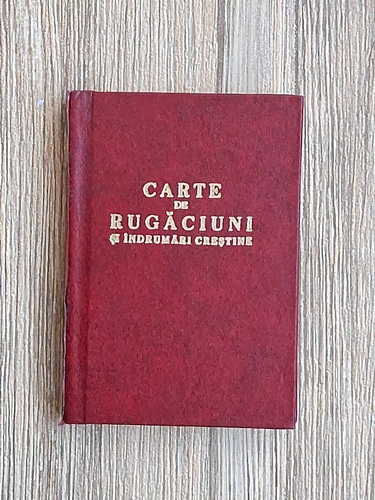 CARTE
DE
RUGĂCIUNI
ȘI ÎNDRUMĂRI CREȘTINE